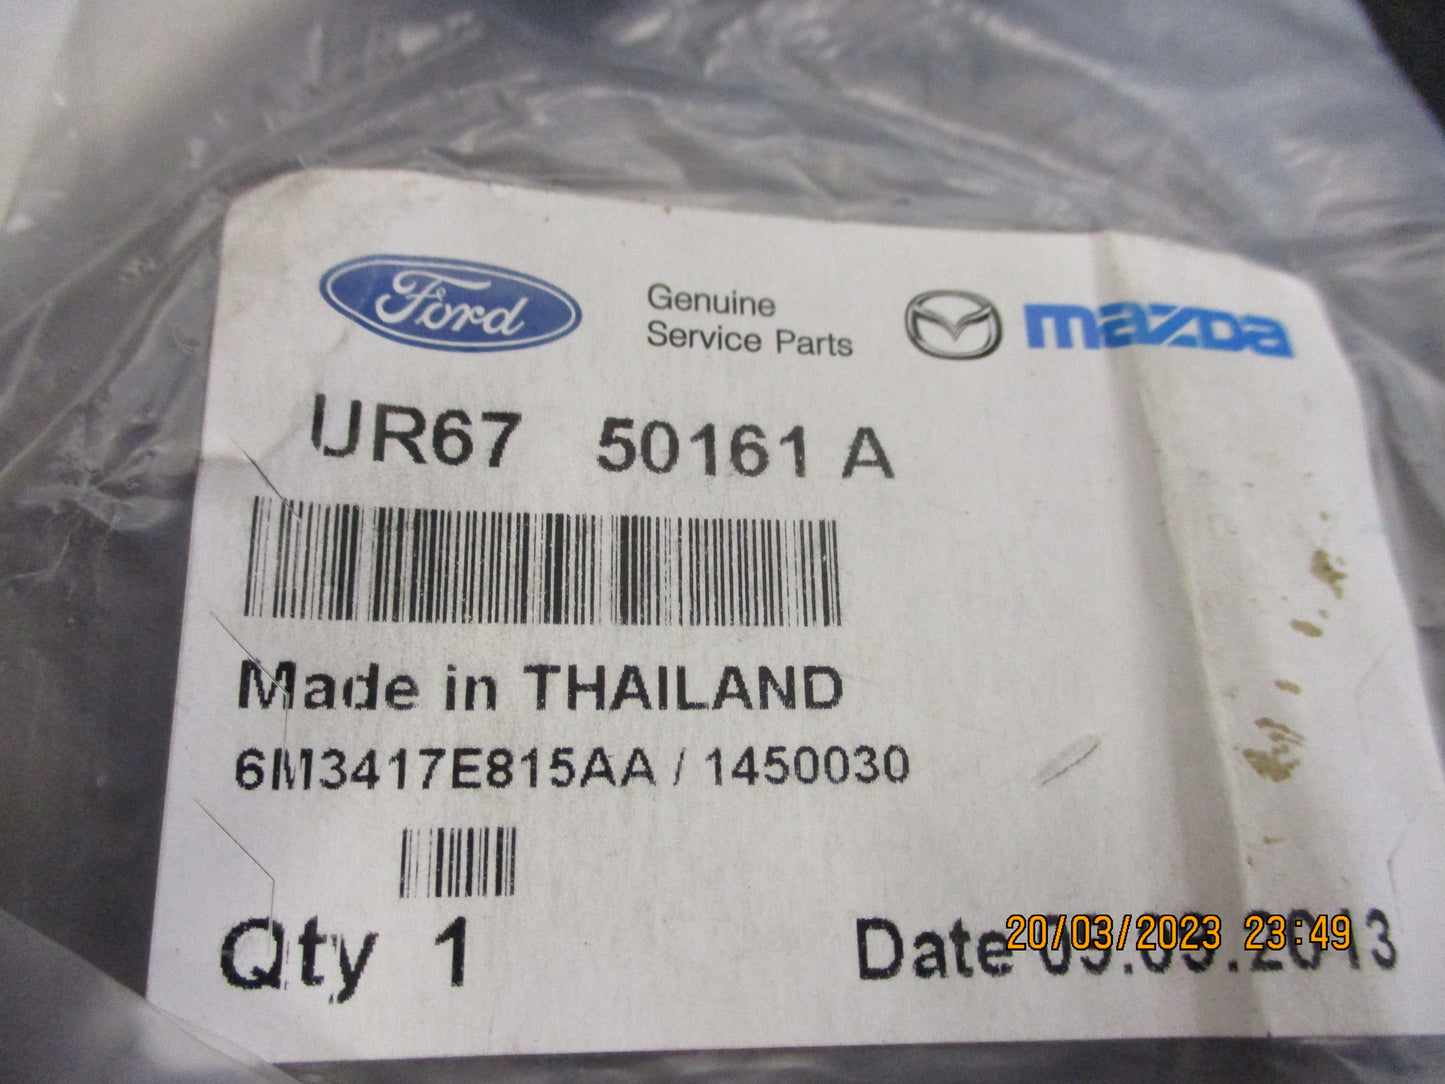 Ford
Genuine
Service Parts
mazda
UR67 50161 A
Made in THAILAND
6M3417E815AA / 1450030
Qty 1
Date
20/03/2023 23:49